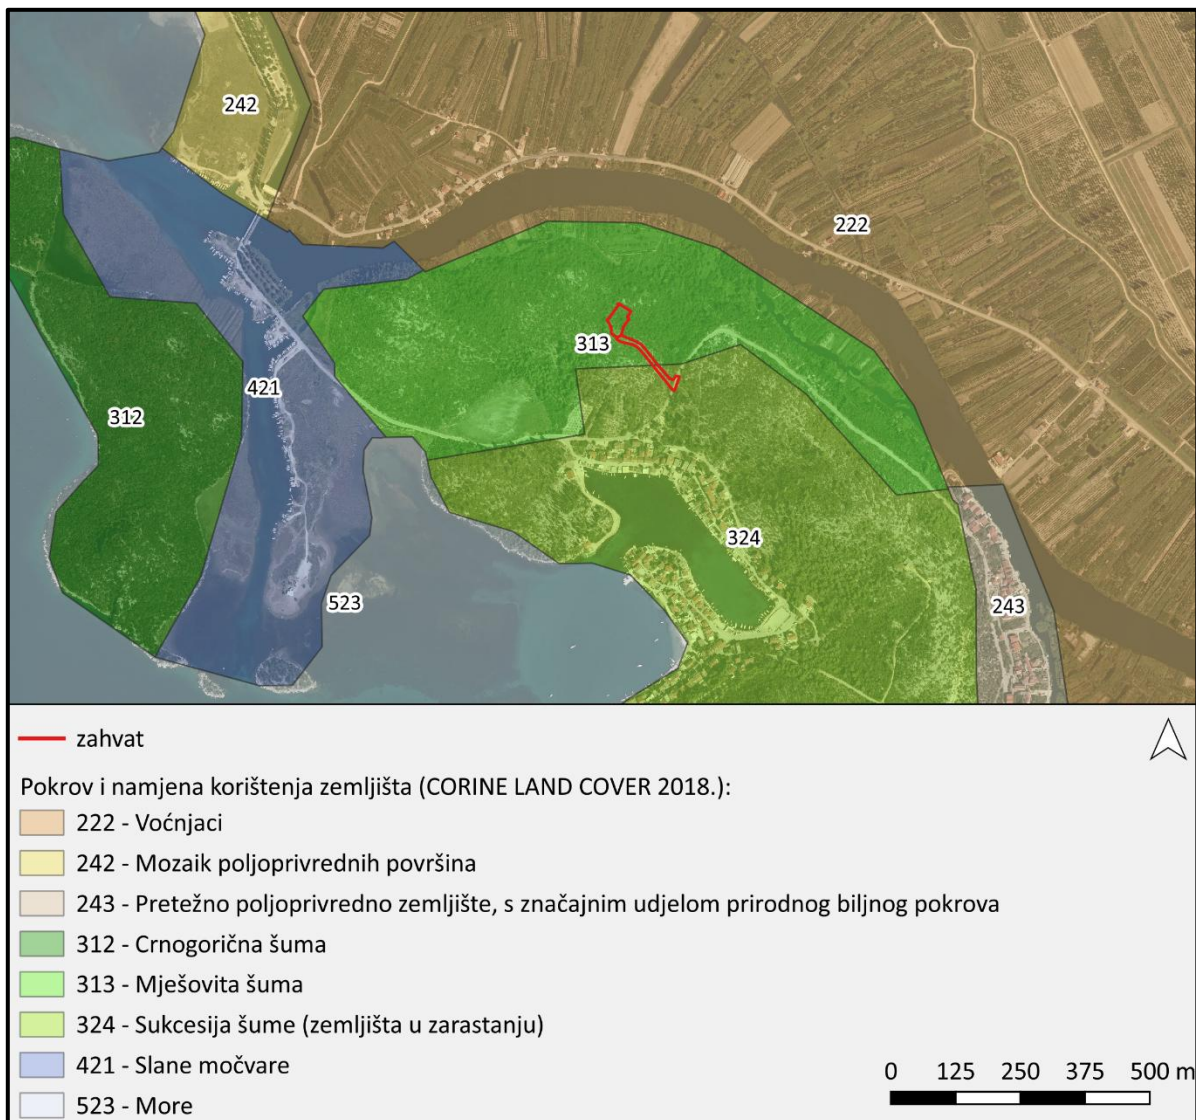 242
222
313
421
312
324
523
243
zahvat
Pokrov i namjena korištenja zemljišta (CORINE LAND COVER 2018.):
222 - Voćnjaci
242 - Mozaik poljoprivrednih površina
243 - Pretežno poljoprivredno zemljište, s značajnim udjelom prirodnog biljnog pokrova
312 - Crnogorična šuma
313 - Mješovita šuma
324 - Sukcesija šume (zemljišta u zarastanju)
421 - Slane močvare
523 - More
0 125 250 375 500 m